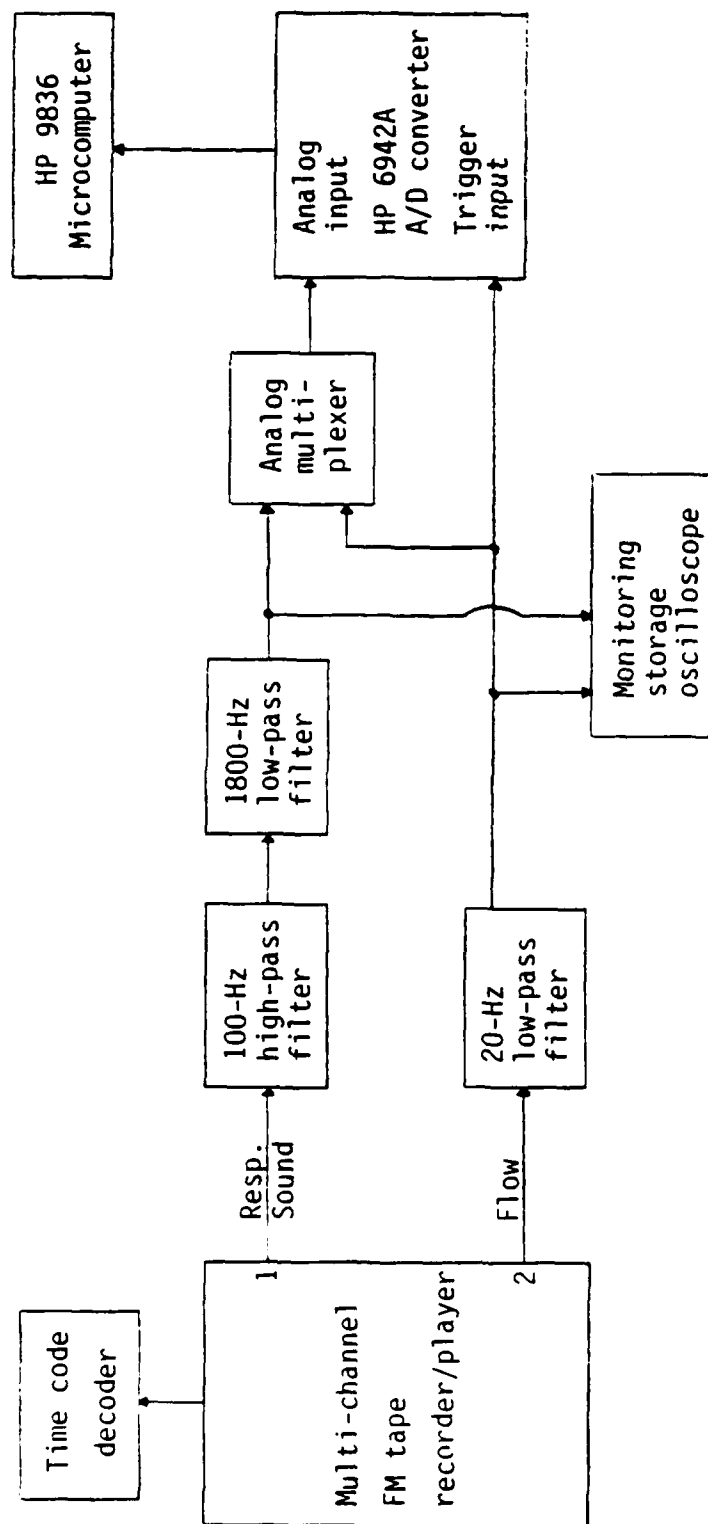 Time code
decoder
Multi-channel
FM tape
recorder/player
1
2
Resp.
Sound
Flow
100-Hz
high-pass
filter
1800-Hz
low-pass
filter
20-Hz
low-pass
filter
Analog
multi-
plexer
Monitoring
storage
oscilloscope
Analog
input
HP 6942A
A/D converter
Trigger
input
HP 9836
Microcomputer